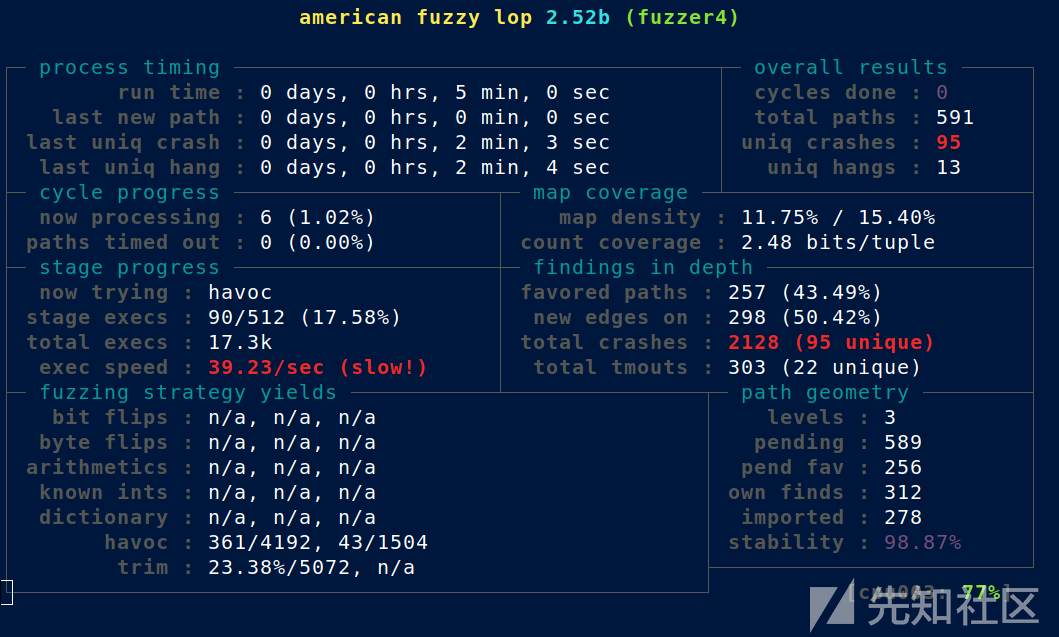 american fuzzy lop 2.52b (fuzzer4)
process timing
run time : 0 days, 0 hrs, 5 min, 0 sec
last new path : 0 days, 0 hrs, 0 min, 0 sec
last uniq crash : 0 days, 0 hrs, 2 min, 3 sec
last uniq hang : 0 days, 0 hrs, 2 min, 4 sec
overall results
cycles done : 0
total paths : 591
uniq crashes : 95
uniq hangs : 13
cycle progress
now processing : 6 (1.02%)
paths timed out : 0 (0.00%)
map coverage
map density : 11.75% / 15.40%
count coverage : 2.48 bits/tuple
stage progress
now trying : havoc
stage execs : 90/512 (17.58%)
total execs : 17.3k
exec speed : 39.23/sec (slow!)
findings in depth
favored paths : 257 (43.49%)
new edges on : 298 (50.42%)
total crashes : 2128 (95 unique)
total tmouts : 303 (22 unique)
fuzzing strategy yields
bit flips : n/a, n/a, n/a
byte flips : n/a, n/a, n/a
arithmetics : n/a, n/a, n/a
known ints : n/a, n/a, n/a
dictionary : n/a, n/a, n/a
havoc : 361/4192, 43/1504
trim : 23.38%/5072, n/a
path geometry
levels : 3
pending : 589
pend fav : 256
own finds : 312
imported : 278
stability : 98.87%
[cpu003: 77%]
先知社区